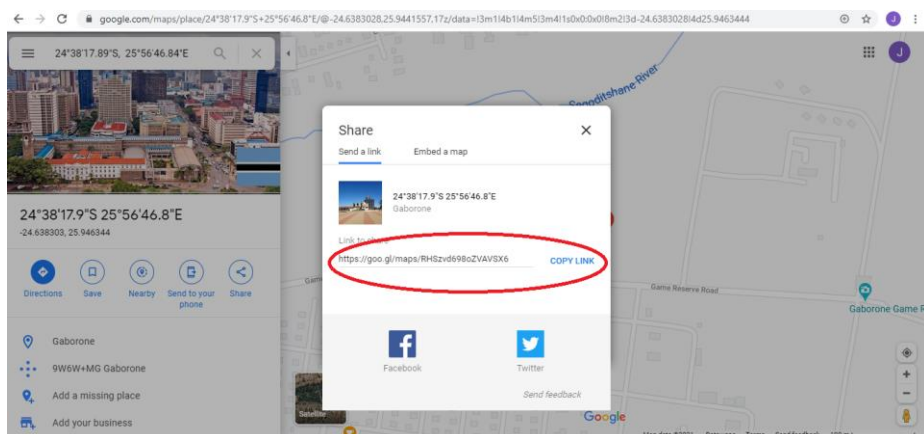 google.com/maps/place/24°38'17.9"S+25°56'46.8"E/@-24.6383028,25.9441557,17z/data=!3m1!4b1!4m5!3m4!1s0x0:0x0!8m2!3d-24.6383028!4d25.9463444
J
24°38'17.89"S, 25°56'46.84"E
J
24°38'17.9"S 25°56'46.8"E
-24.638303, 25.946344
Directions
Save
Nearby
Send to your phone
Share
Gaborone
9W6W+MG Gaborone
Add a missing place
Add your business
Share
Send a link
Embed a map
24°38'17.9"S 25°56'46.8"E
Gaborone
Link to share
https://goo.gl/maps/RHSzvd698oZVAVSX6
COPY LINK
Facebook
Twitter
Send feedback
Segoditshane River
Game Reserve Road
Gaborone Game R
Satellite
Google